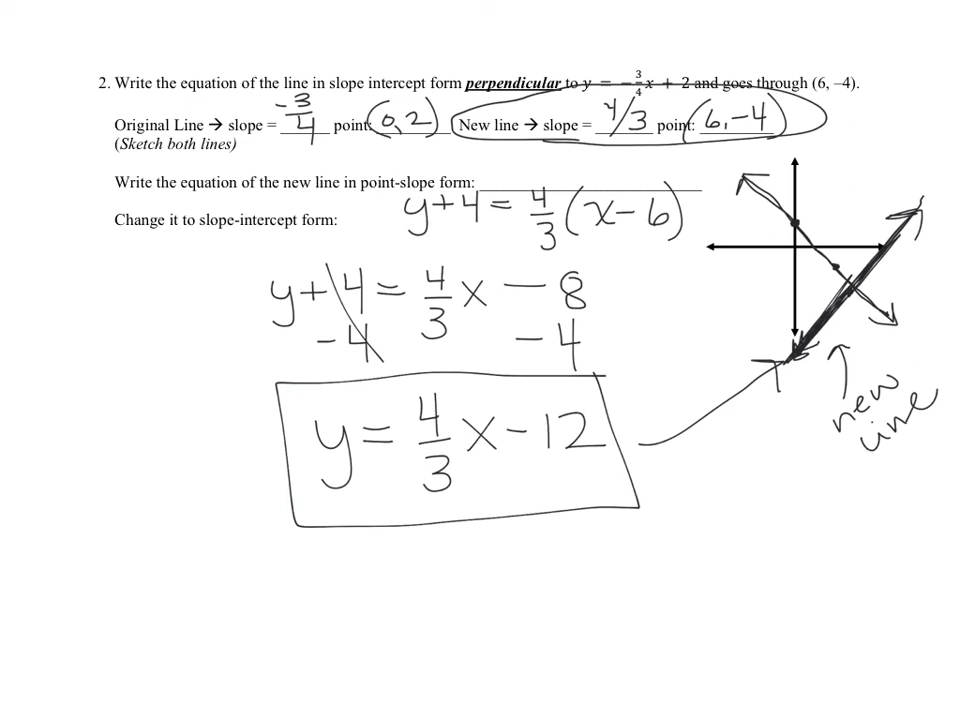 2. Write the equation of the line in slope intercept form perpendicular to y = −3/4x + 2 and goes through (6, –4).
Original Line → slope = -3/4 point: (0,2) New line → slope = 4/3 point: (6,-4)
(Sketch both lines)
Write the equation of the new line in point-slope form:
y+4 = 4/3(x-6)
Change it to slope-intercept form:
y+4 = 4/3x - 8
-4 -4
y = 4/3x-12
new
line